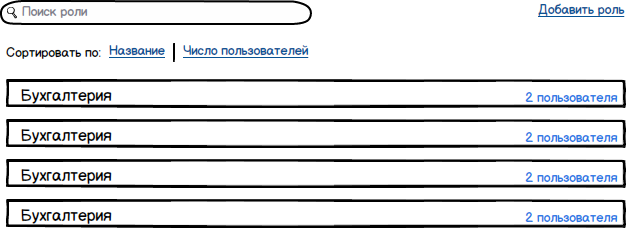 Поиск роли
Добавить роль
Сортировать по: Название Число пользователей
Бухгалтерия 2 пользователя
Бухгалтерия 2 пользователя
Бухгалтерия 2 пользователя
Бухгалтерия 2 пользователя